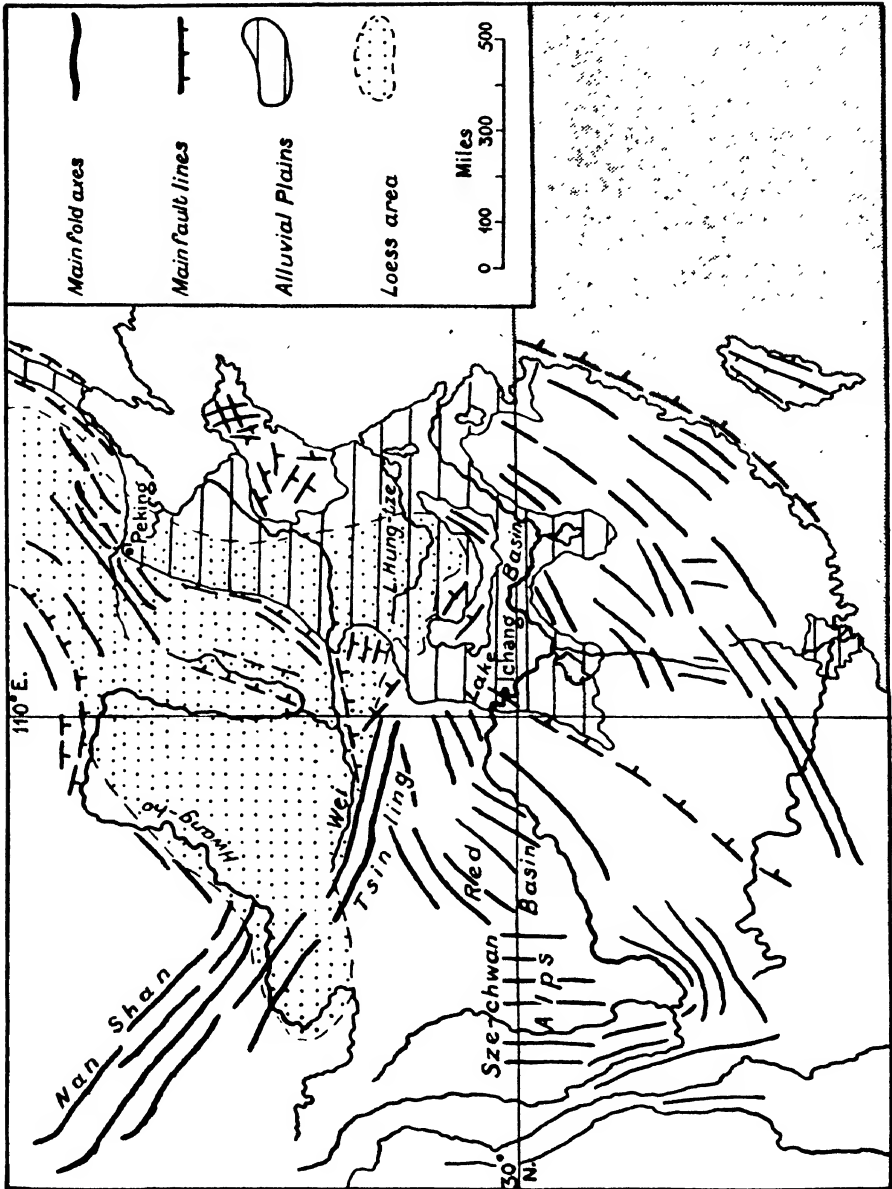 110° E.
Main fold axes
Main fault lines
Alluvial Plains
Loess area
Miles
0 100 300 500
Peking
Hwang-ho
Nan Shan
Wei
Tsin ling
L. Hung-tze
Lake Basin
Ichang
Red Basin
Sze-chwan
Alps
30°
N.